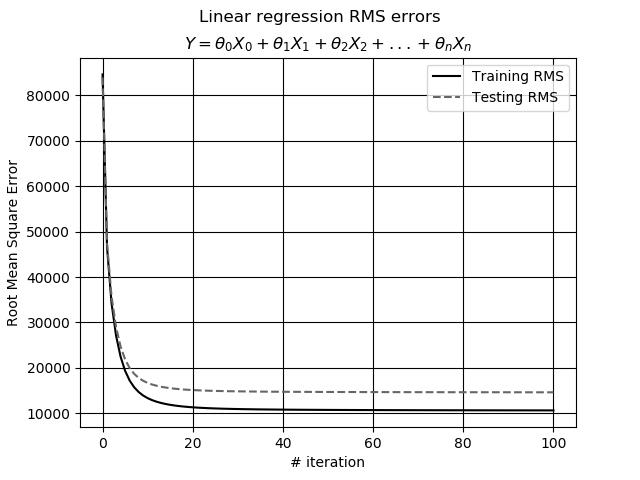 Linear regression RMS errors
Y = θ₀X₀ + θ₁X₁ + θ₂X₂ + . . . + θₙXₙ
Training RMS
Testing RMS
80000
70000
60000
50000
40000
30000
20000
10000
Root Mean Square Error
0 20 40 60 80 100
# iteration